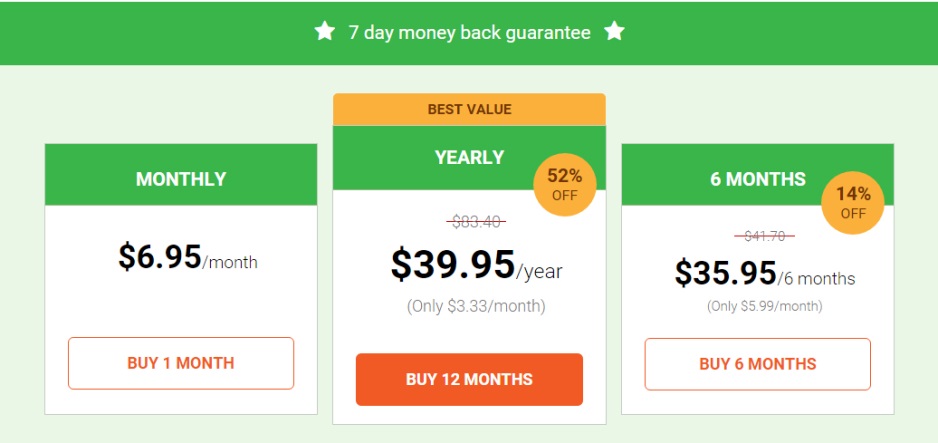 7 day money back guarantee
MONTHLY
$6.95/month
BUY 1 MONTH
BEST VALUE
YEARLY
52%
OFF
$83.40
$39.95/year
(Only $3.33/month)
BUY 12 MONTHS
6 MONTHS
14%
OFF
$41.70
$35.95/6 months
(Only $5.99/month)
BUY 6 MONTHS